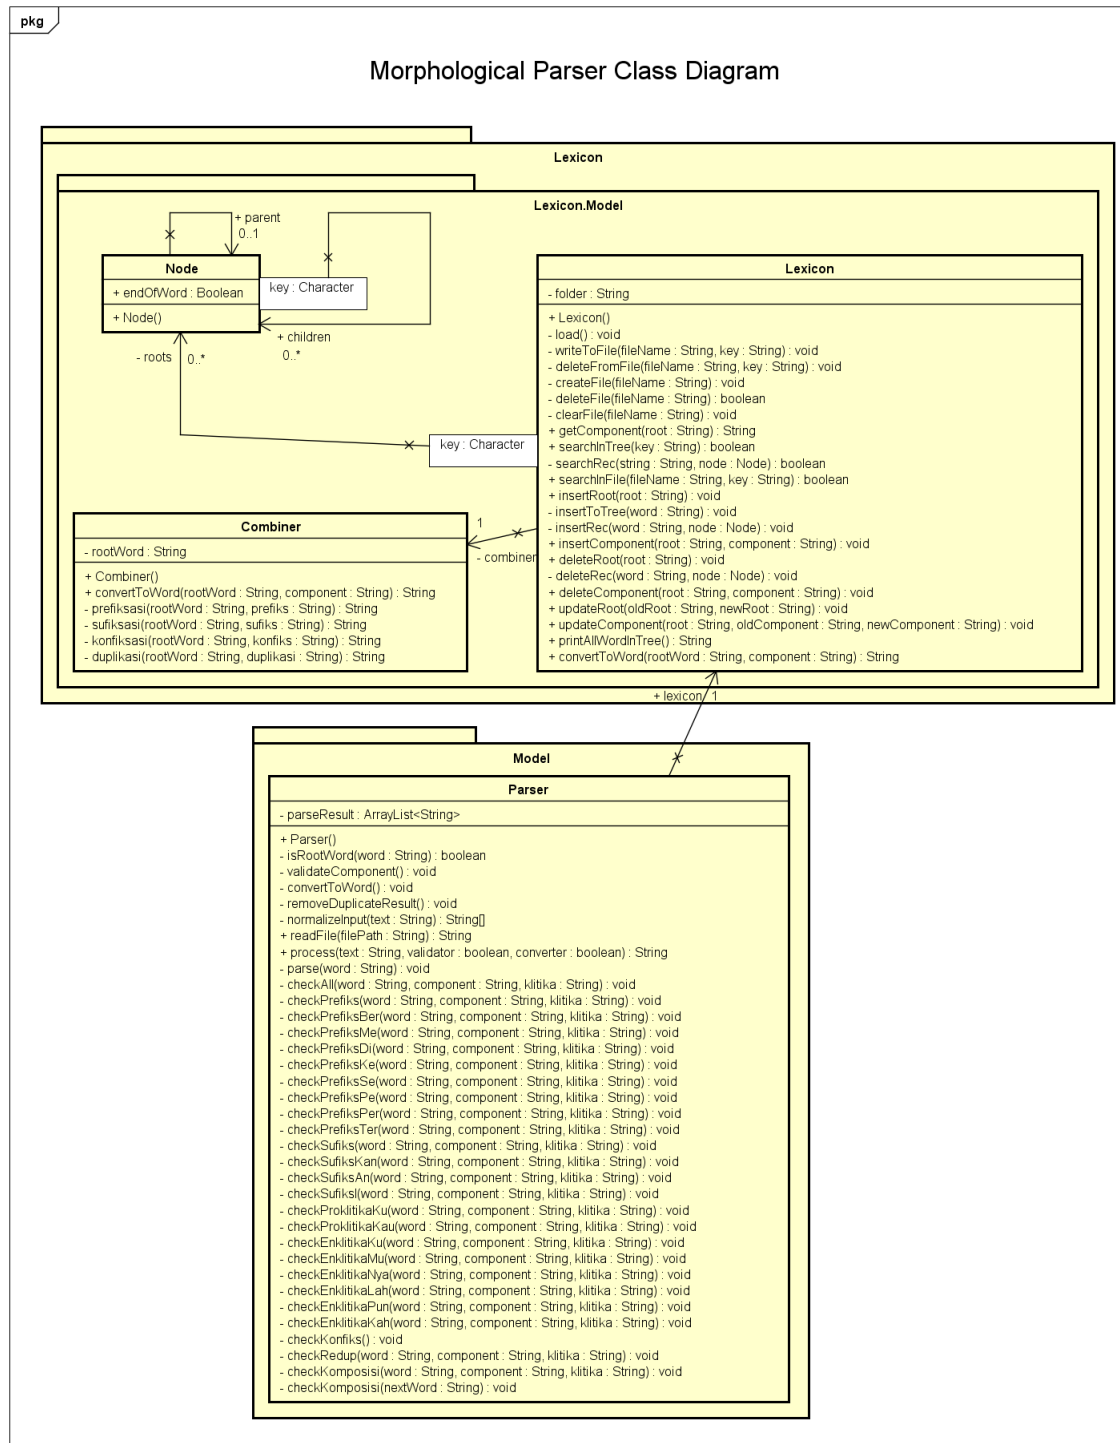 pkg
Morphological Parser Class Diagram
Lexicon
Lexicon.Model
+ parent
0..1
Node
+ endOfWord : Boolean
+ Node()
key : Character
+ children
0..*
- roots
0..*
key : Character
Lexicon
- folder : String
+ Lexicon()
- load() : void
- writeToFile(fileName : String, key : String) : void
- deleteFromFile(fileName : String, key : String) : void
- createFile(fileName : String) : void
- deleteFile(fileName : String) : boolean
- clearFile(fileName : String) : void
+ getComponent(root : String) : String
+ searchInTree(key : String) : boolean
- searchRec(string : String, node : Node) : boolean
+ searchInFile(fileName : String, key : String) : boolean
+ insertRoot(root : String) : void
- insertToTree(word : String) : void
- insertRec(word : String, node : Node) : void
+ insertComponent(root : String, component : String) : void
+ deleteRoot(root : String) : void
- deleteRec(word : String, node : Node) : void
+ deleteComponent(root : String, component : String) : void
+ updateRoot(oldRoot : String, newRoot : String) : void
+ updateComponent(root : String, oldComponent : String, newComponent : String) : void
+ printAllWordInTree() : String
+ convertToWord(rootWord : String, component : String) : String
1
- combiner
Combiner
- rootWord : String
+ Combiner()
+ convertToWord(rootWord : String, component : String) : String
- prefiksasi(rootWord : String, prefiks : String) : String
- sufiksasi(rootWord : String, sufiks : String) : String
- konfiksasi(rootWord : String, konfiks : String) : String
- duplikasi(rootWord : String, duplikasi : String) : String
+ lexicon 1
Model
Parser
- parseResult : ArrayList<String>
+ Parser()
- isRootWord(word : String) : boolean
- validateComponent() : void
- convertToWord() : void
- removeDuplicateResult() : void
- normalizeInput(text : String) : String[]
+ readFile(filePath : String) : String
+ process(text : String, validator : boolean, converter : boolean) : String
- parse(word : String) : void
- checkAll(word : String, component : String, klitika : String) : void
- checkPrefiks(word : String, component : String, klitika : String) : void
- checkPrefiksBer(word : String, component : String, klitika : String) : void
- checkPrefiksMe(word : String, component : String, klitika : String) : void
- checkPrefiksDi(word : String, component : String, klitika : String) : void
- checkPrefiksKe(word : String, component : String, klitika : String) : void
- checkPrefiksSe(word : String, component : String, klitika : String) : void
- checkPrefiksPe(word : String, component : String, klitika : String) : void
- checkPrefiksPer(word : String, component : String, klitika : String) : void
- checkPrefiksTer(word : String, component : String, klitika : String) : void
- checkSufiks(word : String, component : String, klitika : String) : void
- checkSufiksKan(word : String, component : String, klitika : String) : void
- checkSufiksAn(word : String, component : String, klitika : String) : void
- checkSufiksI(word : String, component : String, klitika : String) : void
- checkProklitikaKu(word : String, component : String, klitika : String) : void
- checkProklitikaKau(word : String, component : String, klitika : String) : void
- checkEnklitikaKu(word : String, component : String, klitika : String) : void
- checkEnklitikaMu(word : String, component : String, klitika : String) : void
- checkEnklitikaNya(word : String, component : String, klitika : String) : void
- checkEnklitikaLah(word : String, component : String, klitika : String) : void
- checkEnklitikaPun(word : String, component : String, klitika : String) : void
- checkEnklitikaKah(word : String, component : String, klitika : String) : void
- checkKonfiks() : void
- checkRedup(word : String, component : String, klitika : String) : void
- checkKomposisi(word : String, component : String, klitika : String) : void
- checkKomposisi(nextWord : String) : void